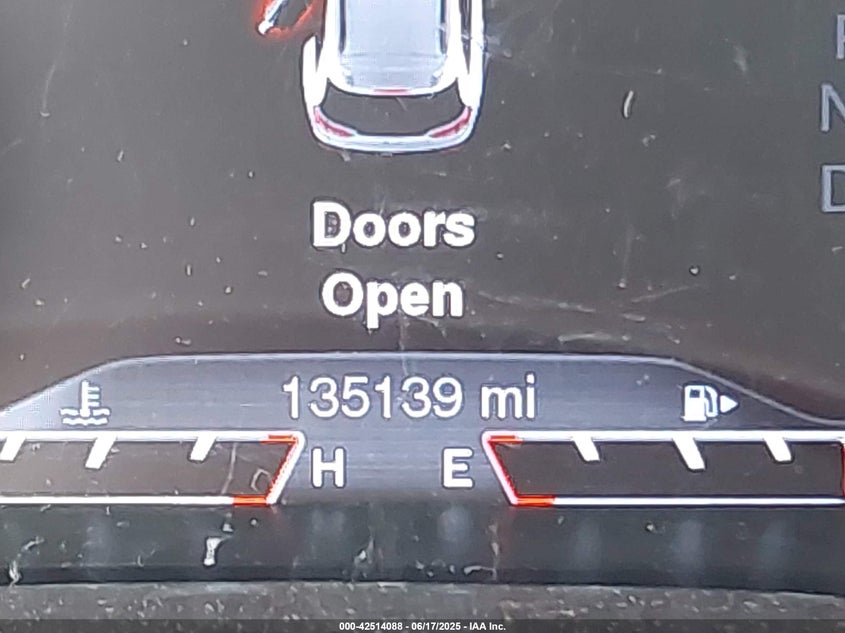 Doors
Open
135139 mi
H E
N
D
000-42514088 - 06/17/2025 - IAA Inc.